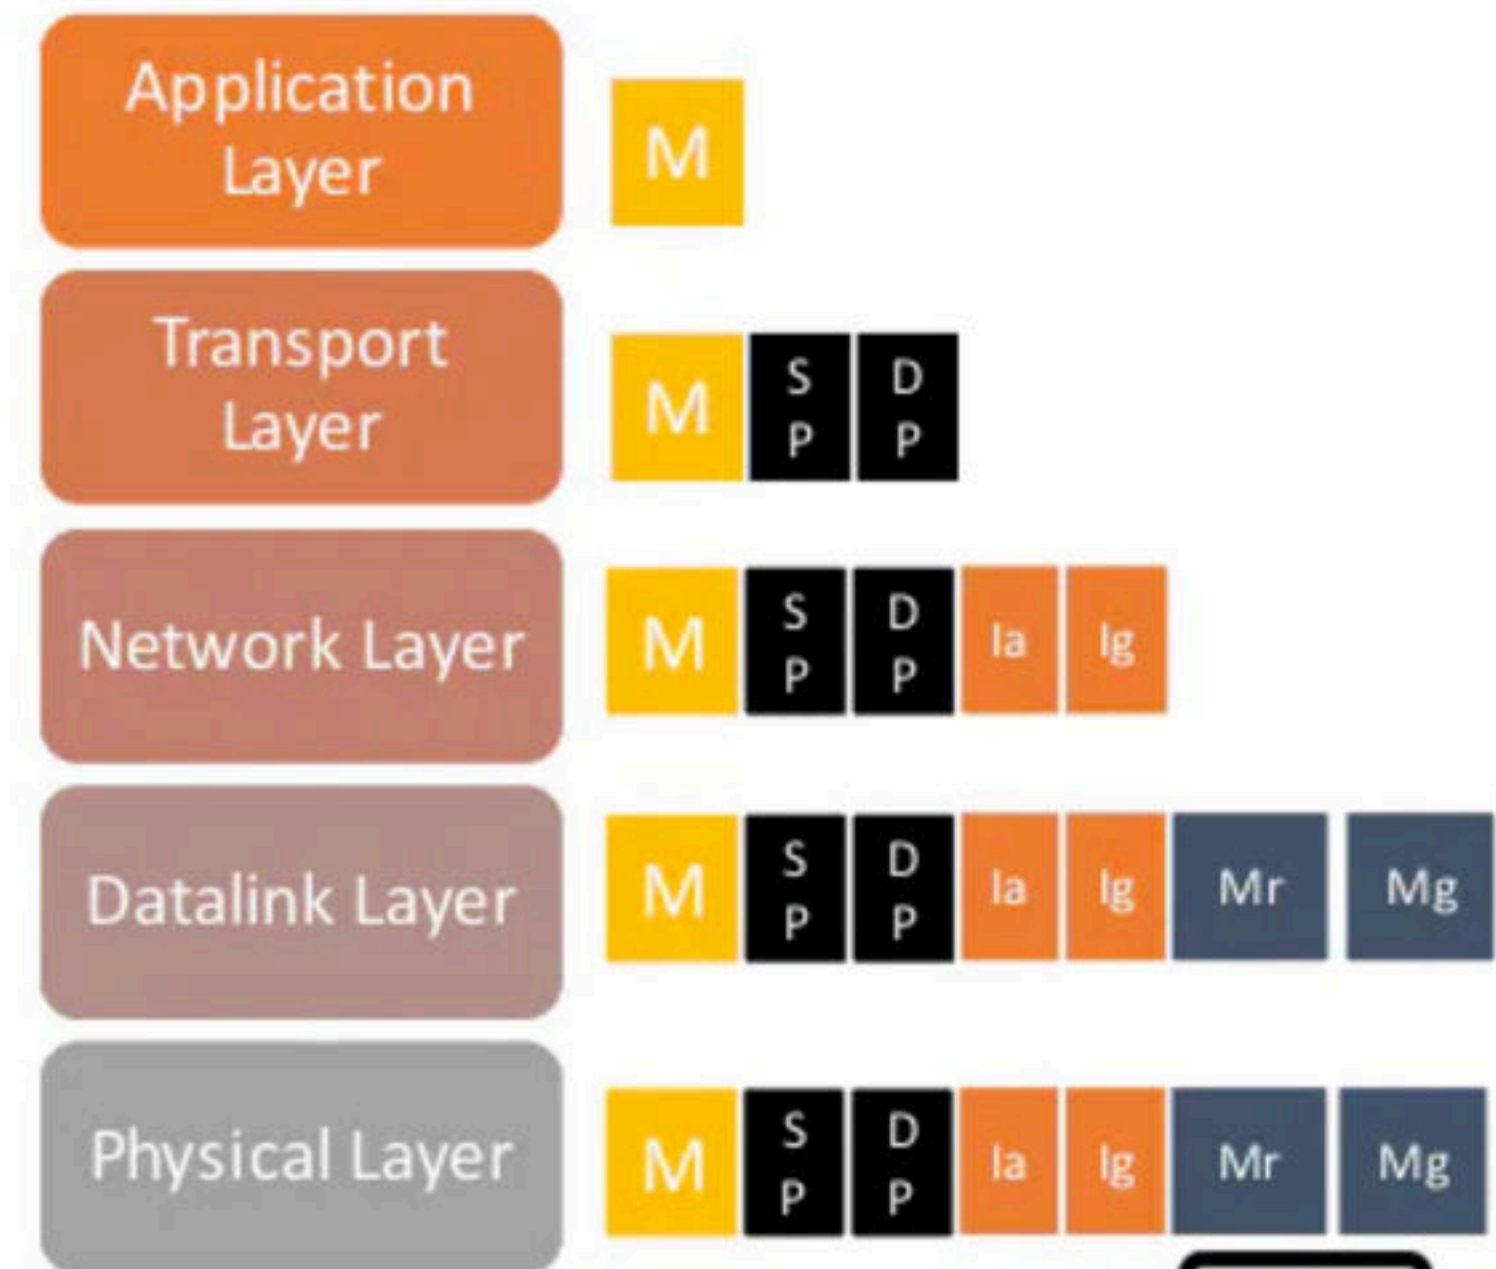 Application
Layer
M
Transport
Layer
M
S
P
D
P
Network Layer
M
S
P
D
P
Ia
Ig
Datalink Layer
M
S
P
D
P
Ia
Ig
Mr
Mg
Physical Layer
M
S
P
D
P
Ia
Ig
Mr
Mg